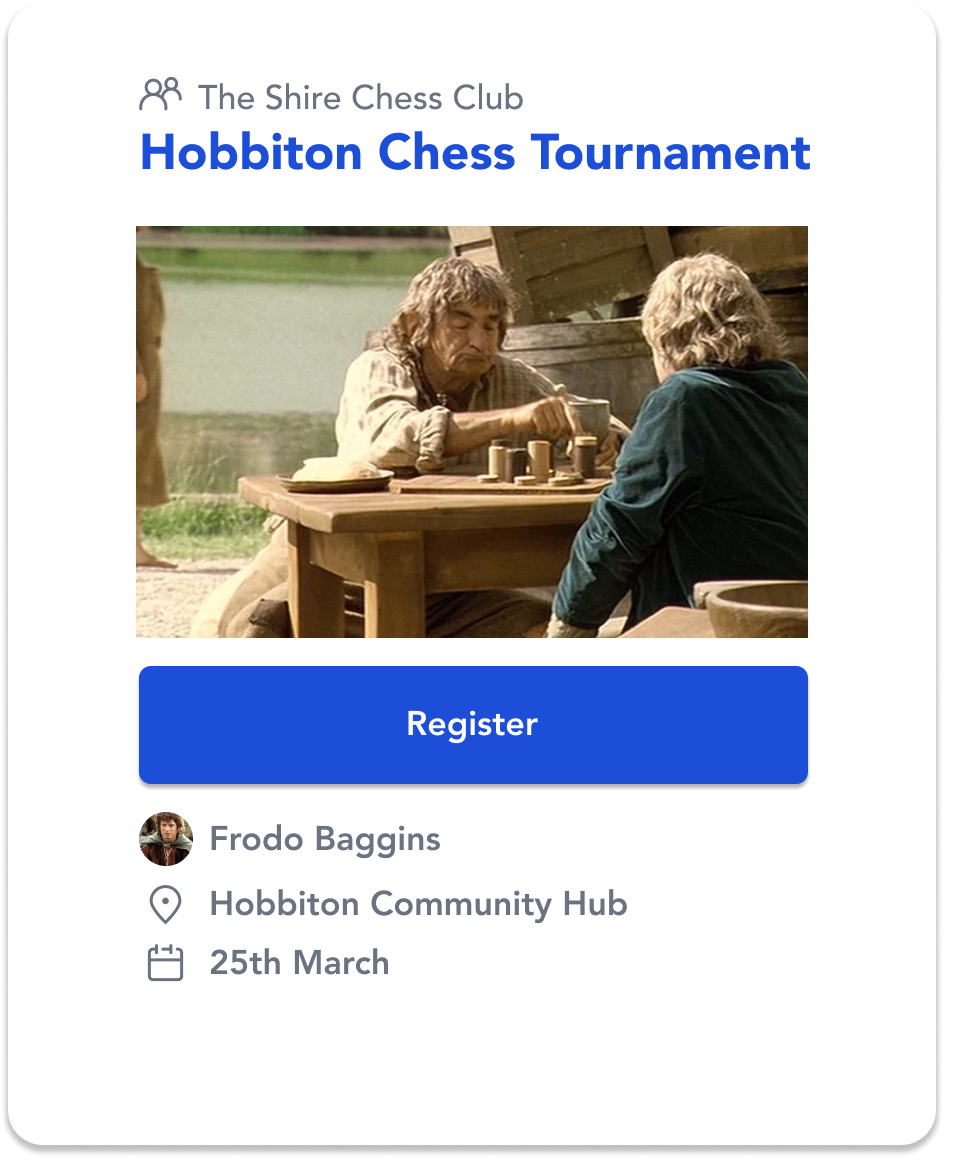 The Shire Chess Club
Hobbiton Chess Tournament
Register
Frodo Baggins
Hobbiton Community Hub
25th March